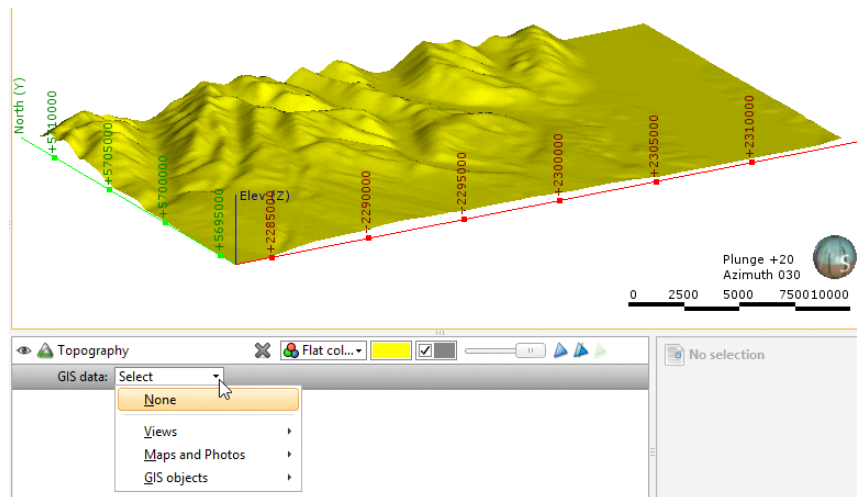 North (Y)
+5710000
+5705000
+5700000
+5695000
Elev (Z)
+2285000
+2290000
+2295000
+2300000
+2305000
+2310000
Plunge +20
Azimuth 030
S
0 2500 5000 7500 10000
Topography Flat col...
No selection
GIS data: Select
None
Views
Maps and Photos
GIS objects